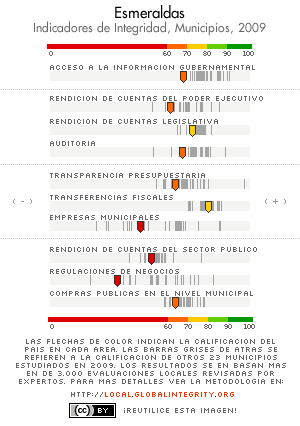 Esmeraldas
Indicadores de Integridad, Municipios, 2009
0 60 70 80 90 100
ACCESO A LA INFORMACION GUBERNAMENTAL
RENDICION DE CUENTAS DEL PODER EJECUTIVO
RENDICION DE CUENTAS LEGISLATIVA
AUDITORIA
TRANSPARENCIA PRESUPUESTARIA
( - ) TRANSFERENCIAS FISCALES ( + )
EMPRESAS MUNICIPALES
RENDICION DE CUENTAS DEL SECTOR PUBLICO
REGULACIONES DE NEGOCIOS
COMPRAS PUBLICAS EN EL NIVEL MUNICIPAL
0 60 70 80 90 100
LAS FLECHAS DE COLOR INDICAN LA CALIFICACION DEL
PAIS EN CADA AREA. LAS BARRAS GRISES DE ATRAS SE
REFIEREN A LA CALIFICACION DE OTROS 23 MUNICIPIOS
ESTUDIADOS EN 2009. LOS RESULTADOS SE EN BASAN MAS
EN DE 3.000 EVALUACIONES LOCALES REVISADAS POR
EXPERTOS. PARA MAS DETALLES VEA LA METODOLOGIA EN:
HTTP://LOCAL.GLOBALINTEGRITY.ORG
CC BY ¡REUTILICE ESTA IMAGEN!